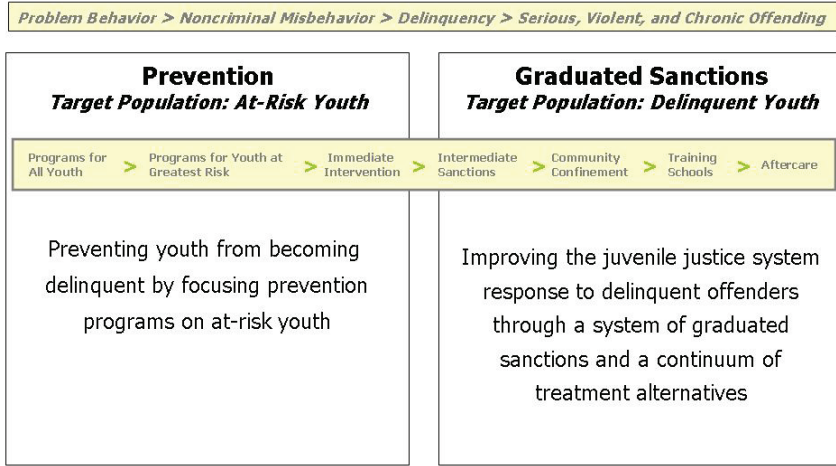 Problem Behavior > Noncriminal Misbehavior > Delinquency > Serious, Violent, and Chronic Offending
Prevention
Target Population: At-Risk Youth
Graduated Sanctions
Target Population: Delinquent Youth
Programs for
All Youth
>
Programs for Youth at
Greatest Risk
>
Immediate
Intervention
>
Intermediate
Sanctions
>
Community
Confinement
>
Training
Schools
>
Aftercare
Preventing youth from becoming
delinquent by focusing prevention
programs on at-risk youth
Improving the juvenile justice system
response to delinquent offenders
through a system of graduated
sanctions and a continuum of
treatment alternatives